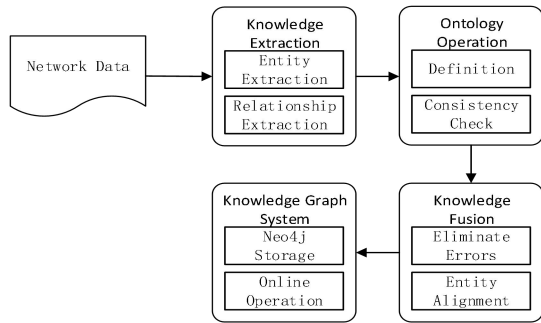 Network Data
Knowledge
Extraction
Entity
Extraction
Relationship
Extraction
Ontology
Operation
Definition
Consistency
Check
Knowledge
Fusion
Eliminate
Errors
Entity
Alignment
Knowledge Graph
System
Neo4j
Storage
Online
Operation